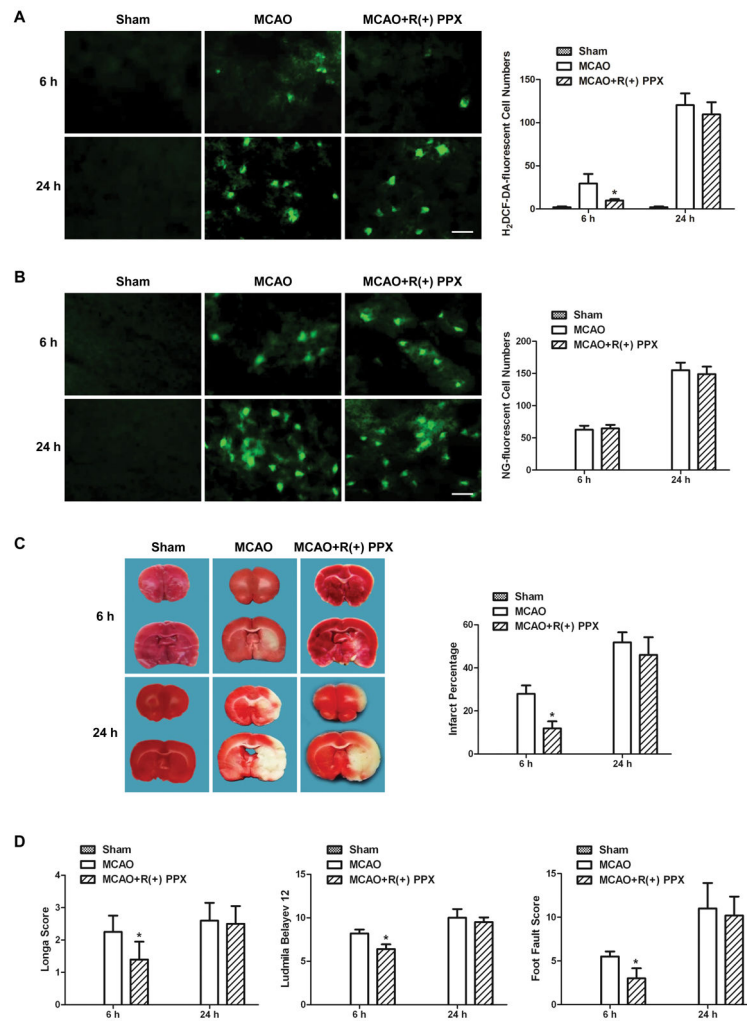 A
Sham MCAO MCAO+R(+) PPX
6 h
24 h
Sham
MCAO
MCAO+R(+) PPX
H₂DCF-DA-fluorescent Cell Numbers
150
100
50
0
6 h 24 h
*
B
Sham MCAO MCAO+R(+) PPX
6 h
24 h
Sham
MCAO
MCAO+R(+) PPX
NG-fluorescent Cell Numbers
200
150
100
50
0
6 h 24 h
C
Sham MCAO MCAO+R(+) PPX
6 h
24 h
Sham
MCAO
MCAO+R(+) PPX
Infarct Percentage
60
40
20
0
6 h 24 h
*
D
Sham
MCAO
MCAO+R(+) PPX
Longa Score
4
3
2
1
0
6 h 24 h
*
Sham
MCAO
MCAO+R(+) PPX
Ludmila Belayev 12
15
10
5
0
6 h 24 h
*
Sham
MCAO
MCAO+R(+) PPX
Foot Fault Score
15
10
5
0
6 h 24 h
*